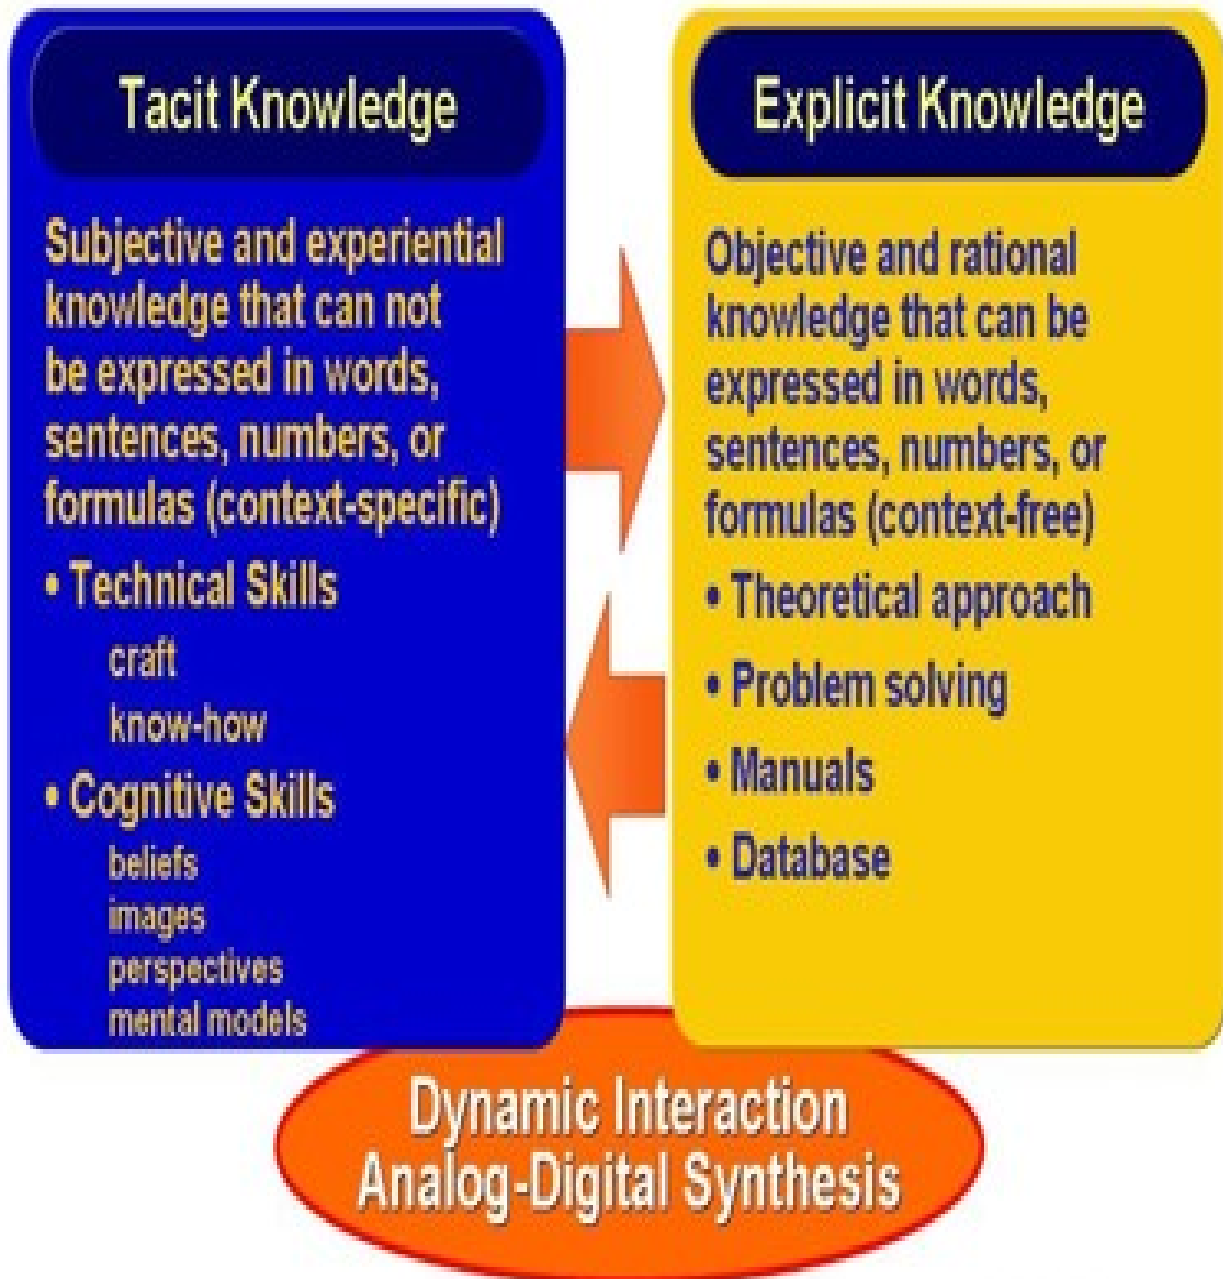 Tacit Knowledge
Subjective and experiential
knowledge that can not
be expressed in words,
sentences, numbers, or
formulas (context-specific)
• Technical Skills
craft
know-how
• Cognitive Skills
beliefs
images
perspectives
mental models
Explicit Knowledge
Objective and rational
knowledge that can be
expressed in words,
sentences, numbers, or
formulas (context-free)
• Theoretical approach
• Problem solving
• Manuals
• Database
Dynamic Interaction
Analog-Digital Synthesis